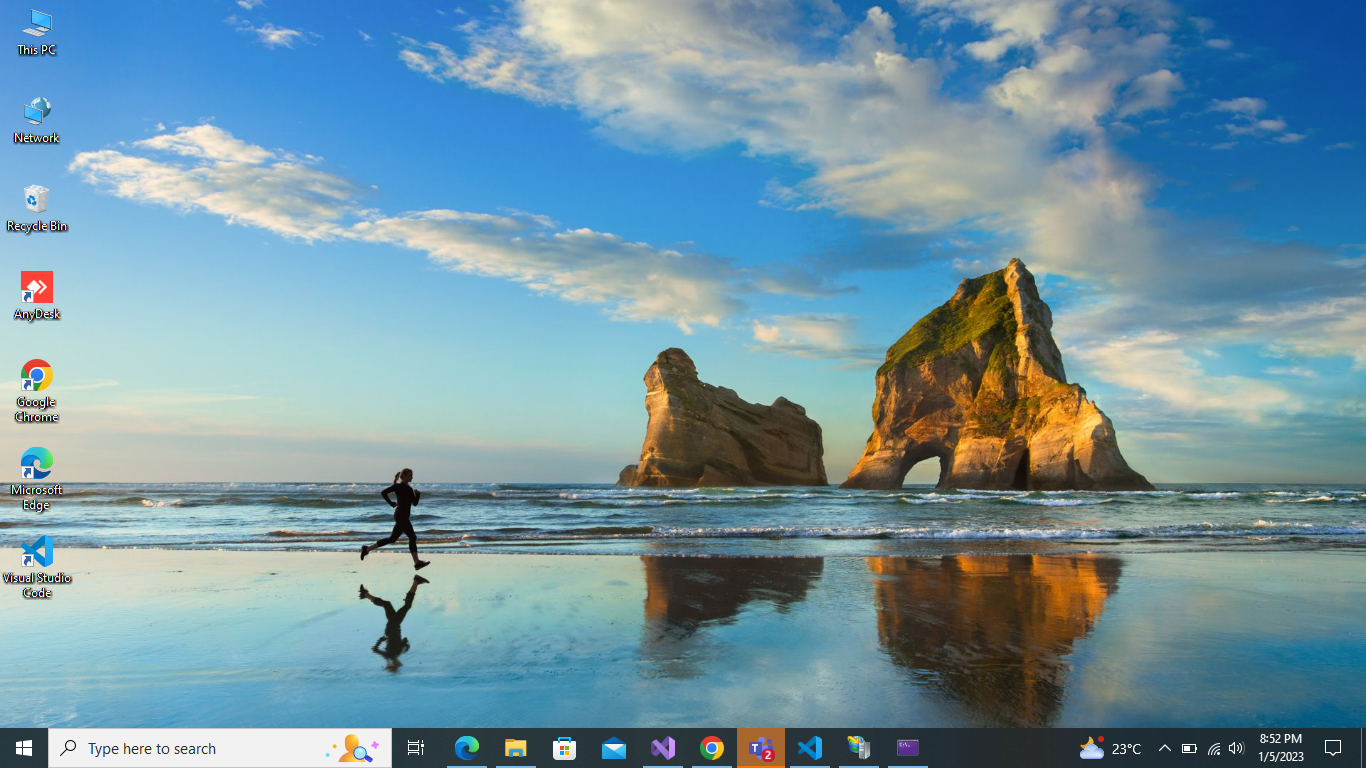 This PC
Network
Recycle Bin
AnyDesk
Google
Chrome
Microsoft
Edge
Visual Studio
Code
Type here to search
T
2
C:\_
23°C
8:52 PM
1/5/2023